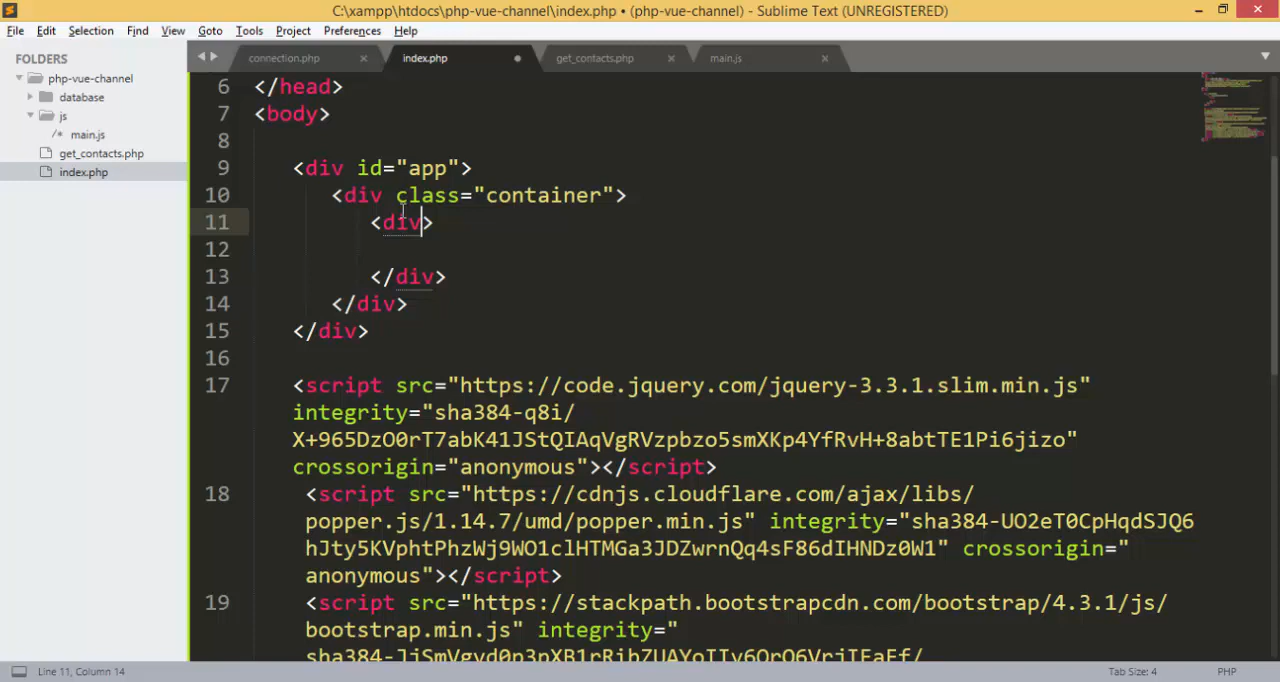 C:\xampp\htdocs\php-vue-channel\index.php • (php-vue-channel) - Sublime Text (UNREGISTERED)
File Edit Selection Find View Goto Tools Project Preferences Help
FOLDERS
php-vue-channel
database
js
/* main.js
get_contacts.php
index.php
connection.php × index.php get_contacts.php × main.js ×
6 </head>
7 <body>
8
9 <div id="app">
10 <div class="container">
11 <div>
12
13 </div>
14 </div>
15 </div>
16
17 <script src="https://code.jquery.com/jquery-3.3.1.slim.min.js"
integrity="sha384-q8i/
X+965DzO0rT7abK41JStQIAqVgRVzpbzo5smXKp4YfRvH+8abtTE1Pi6jizo"
crossorigin="anonymous"></script>
18 <script src="https://cdnjs.cloudflare.com/ajax/libs/
popper.js/1.14.7/umd/popper.min.js" integrity="sha384-UO2eT0CpHqdSJQ6
hJty5KVphtPhzWj9WO1clHTMGa3JDZwrnQq4sF86dIHNDz0W1" crossorigin="
anonymous"></script>
19 <script src="https://stackpath.bootstrapcdn.com/bootstrap/4.3.1/js/
bootstrap.min.js" integrity="
sha384-JjSmVgyd0p3pXB1rRibZUAYoIIy6OrQ6VrjIEaFf/
Line 11, Column 14
Tab Size: 4 PHP